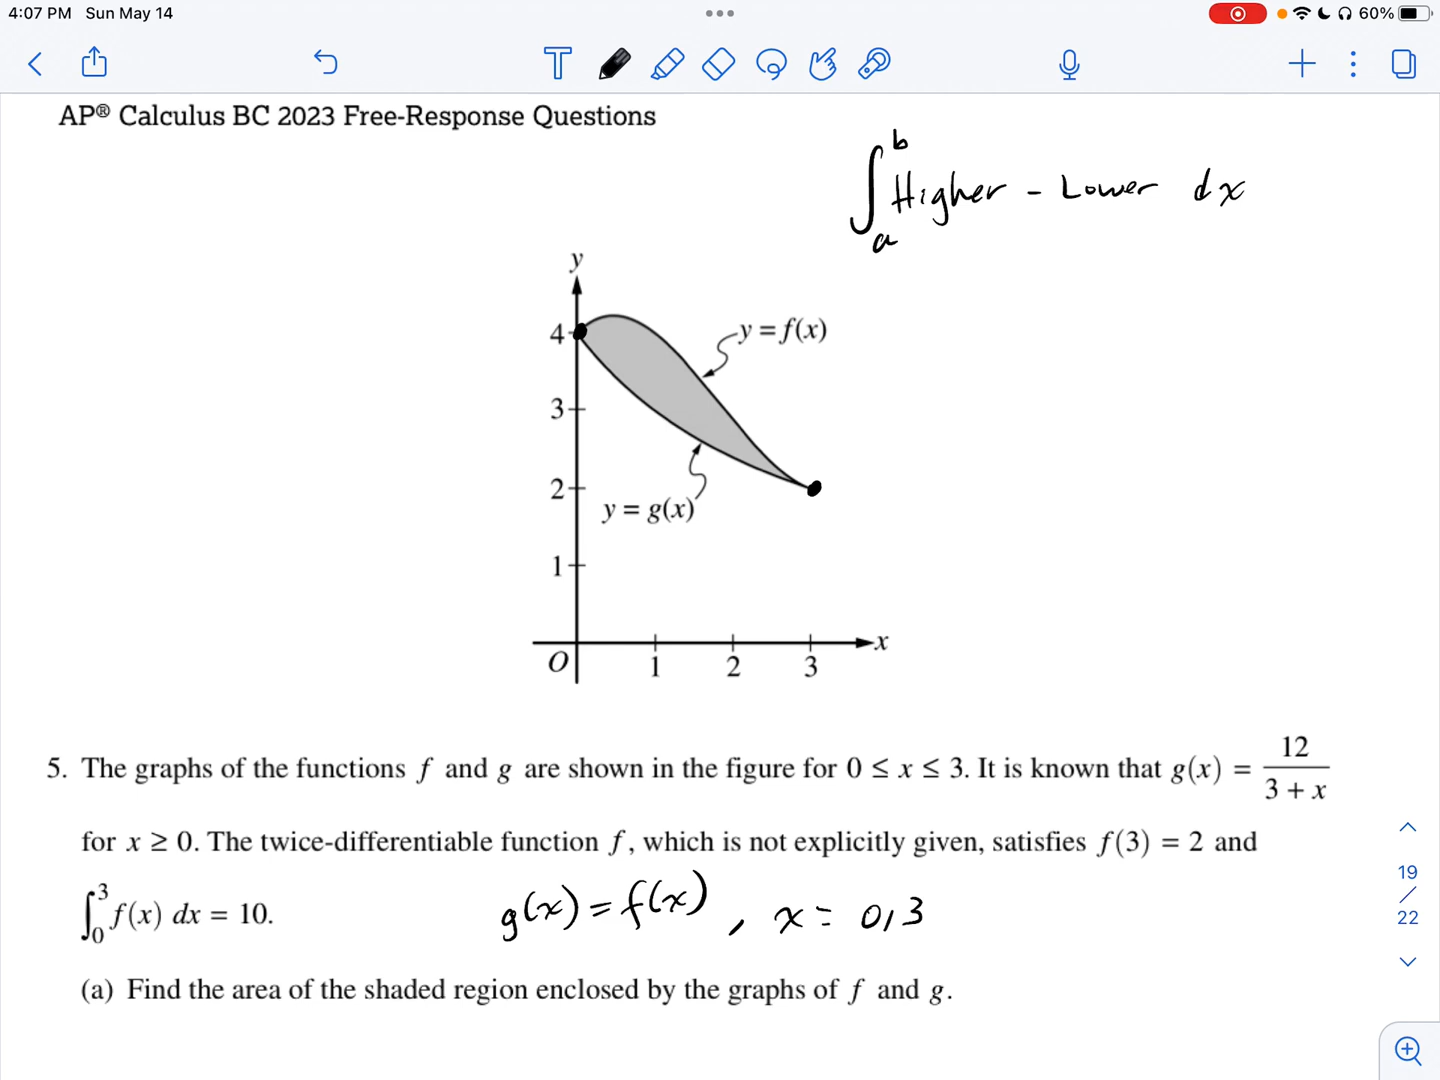 4:07 PM Sun May 14
60%
AP® Calculus BC 2023 Free-Response Questions
∫ₐᵇ Higher - Lower dx
y
4
y = f(x)
3
2
y = g(x)
1
x
O
1
2
3
5. The graphs of the functions f and g are shown in the figure for 0 ≤ x ≤ 3. It is known that g(x) = 12/(3 + x)
for x ≥ 0. The twice-differentiable function f, which is not explicitly given, satisfies f(3) = 2 and
∫₀³ f(x) dx = 10.
g(x) = f(x), x = 0,3
(a) Find the area of the shaded region enclosed by the graphs of f and g.
19
/
22